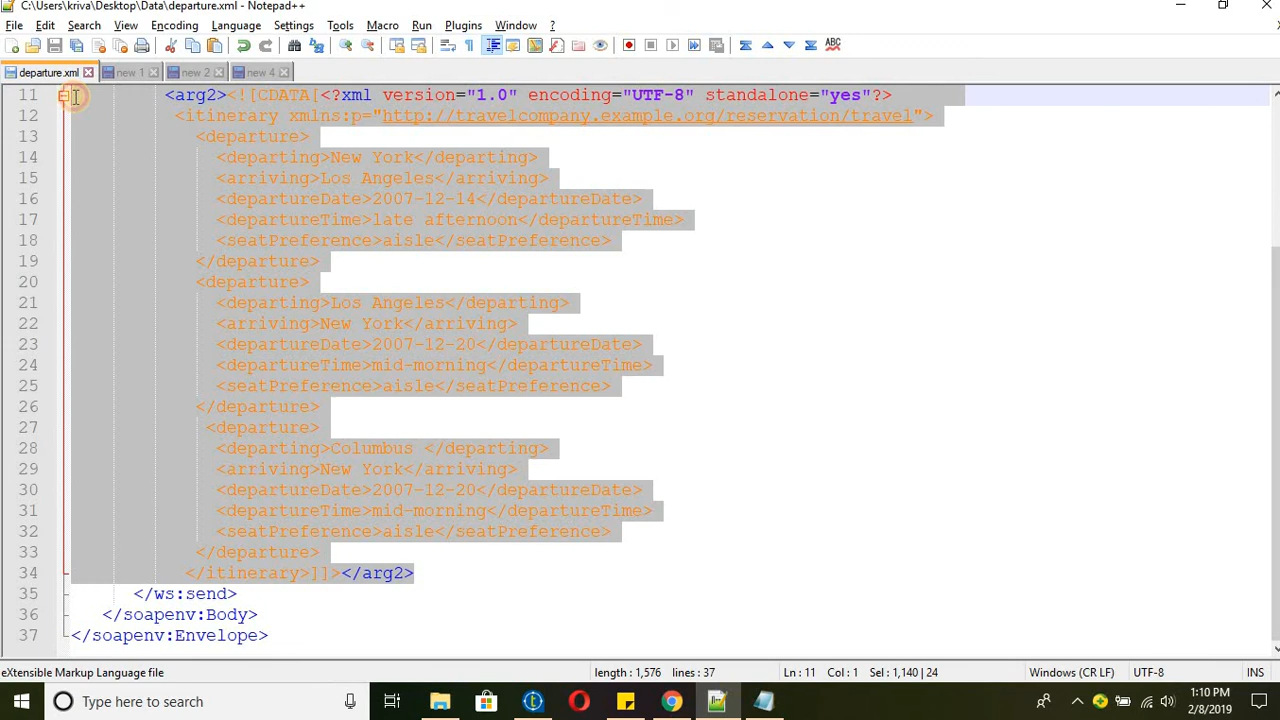 C:\Users\kriva\Desktop\Data\departure.xml - Notepad++
File Edit Search View Encoding Language Settings Tools Macro Run Plugins Window ?
ABC
departure.xml new 1 new 2 new 4
11 <arg2><![CDATA[<?xml version="1.0" encoding="UTF-8" standalone="yes"?>
12 <itinerary xmlns:p="http://travelcompany.example.org/reservation/travel">
13 <departure>
14 <departing>New York</departing>
15 <arriving>Los Angeles</arriving>
16 <departureDate>2007-12-14</departureDate>
17 <departureTime>late afternoon</departureTime>
18 <seatPreference>aisle</seatPreference>
19 </departure>
20 <departure>
21 <departing>Los Angeles</departing>
22 <arriving>New York</arriving>
23 <departureDate>2007-12-20</departureDate>
24 <departureTime>mid-morning</departureTime>
25 <seatPreference>aisle</seatPreference>
26 </departure>
27 <departure>
28 <departing>Columbus </departing>
29 <arriving>New York</arriving>
30 <departureDate>2007-12-20</departureDate>
31 <departureTime>mid-morning</departureTime>
32 <seatPreference>aisle</seatPreference>
33 </departure>
34 </itinerary>]]></arg2>
35 </ws:send>
36 </soapenv:Body>
37 </soapenv:Envelope>
eXtensible Markup Language file length : 1,576 lines : 37 Ln : 11 Col : 1 Sel : 1,140 | 24 Windows (CR LF) UTF-8 INS
Type here to search 1:10 PM
2/8/2019